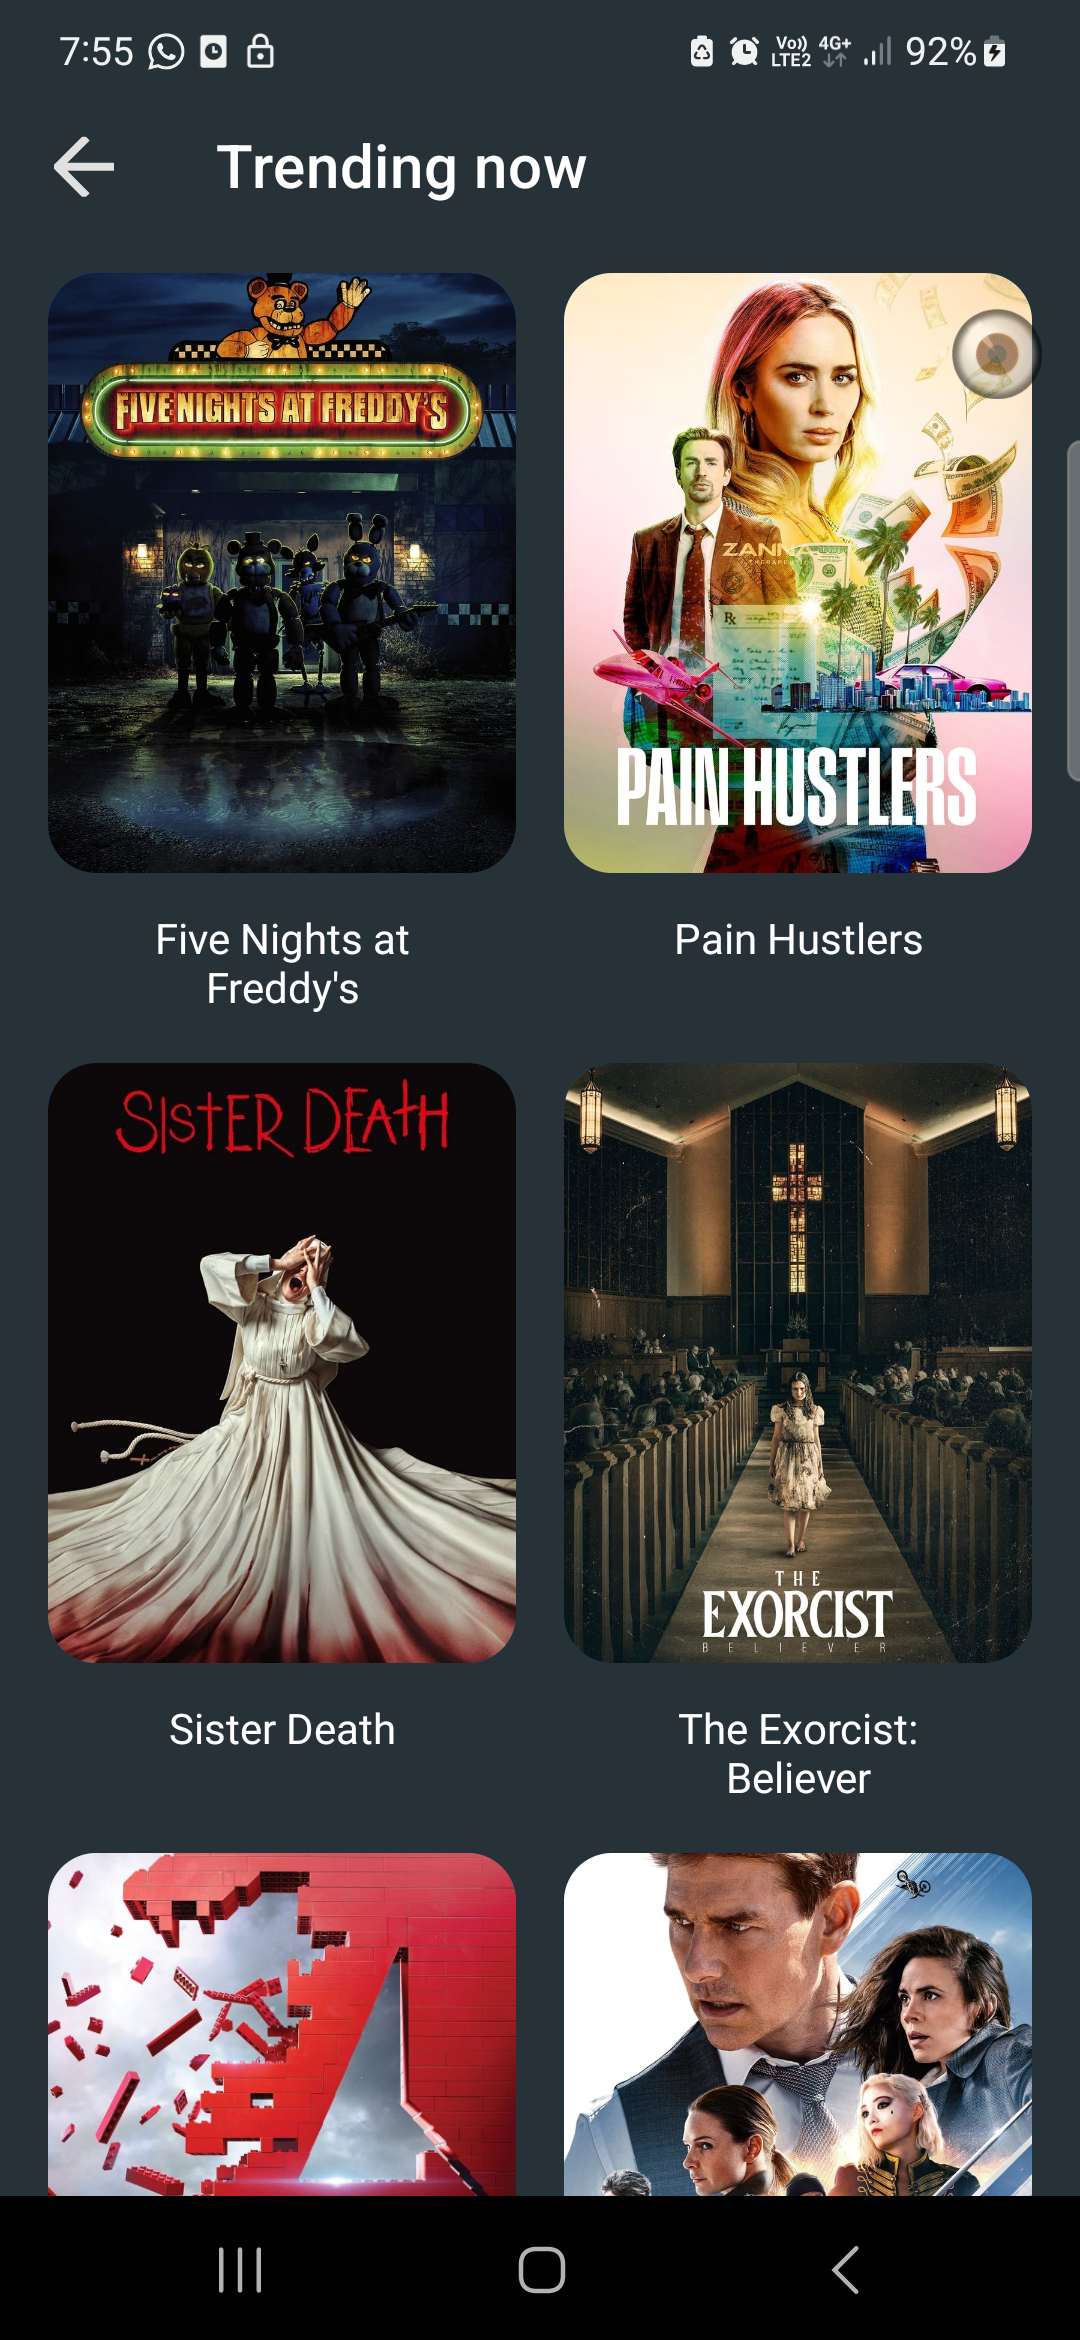 7:55
Vo)) LTE2 4G+ 92%
Trending now
FIVE NIGHTS AT FREDDY'S
ZANN
Rx
PAIN HUSTLERS
Five Nights at
Freddy's
Pain Hustlers
SISTER DEATH
THE
EXORCIST
BELIEVER
Sister Death
The Exorcist:
Believer